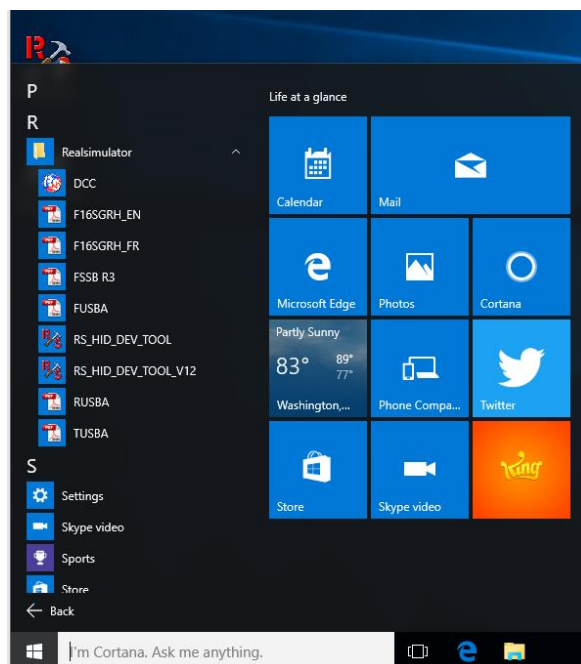 P
R
Realsimulator
DCC
F16SGRH_EN
F16SGRH_FR
FSSB R3
FUSBA
RS_HID_DEV_TOOL
RS_HID_DEV_TOOL_V12
RUSBA
TUSBA
S
Settings
Skype video
Sports
Store
Back
Life at a glance
Calendar
Mail
Microsoft Edge
Photos
Cortana
Partly Sunny
83° 89°
77°
Washington,...
Phone Compa...
Twitter
Store
Skype video
King
I'm Cortana. Ask me anything.